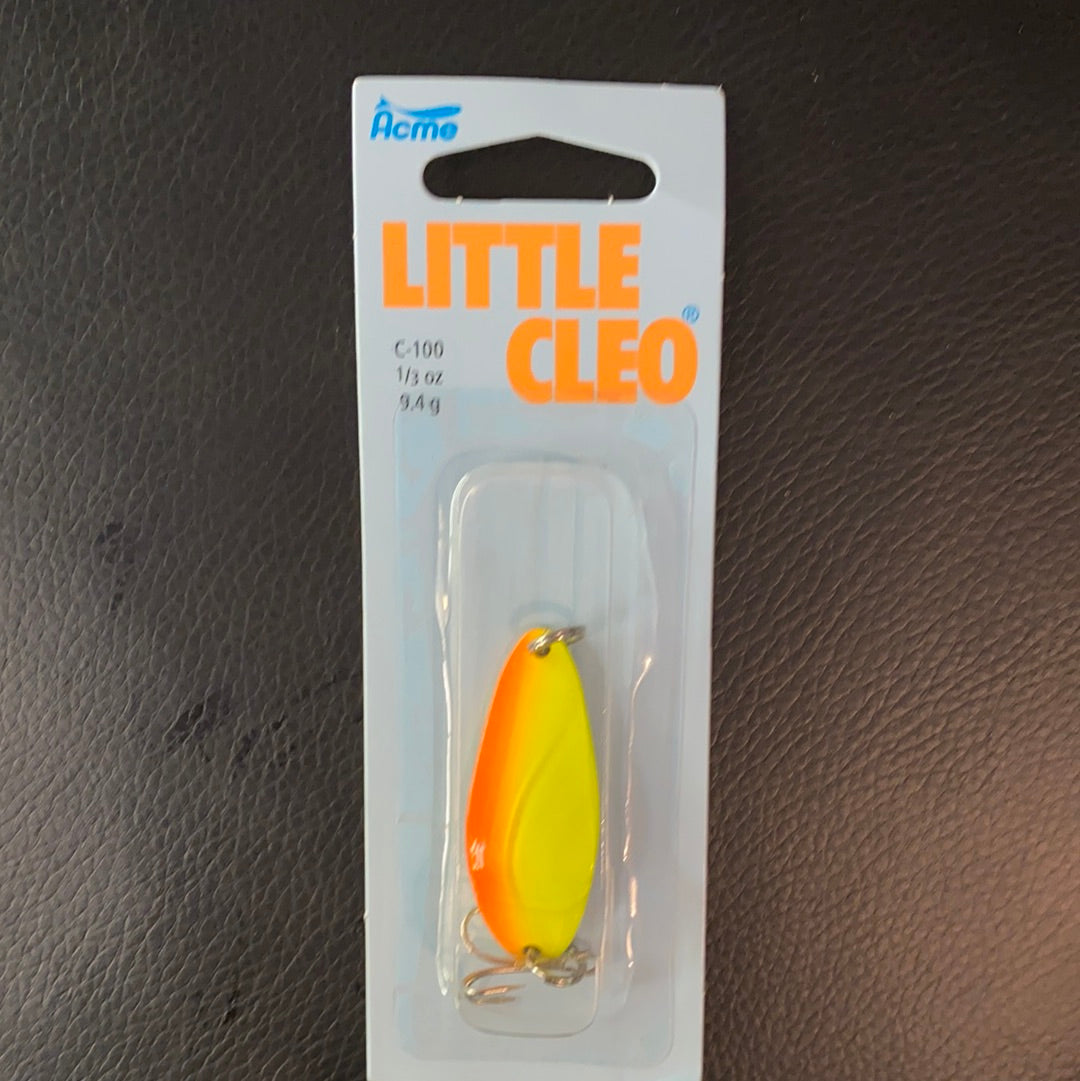 Acme
LITTLE
CLEO®
C-100
1/3 oz
9.4 g